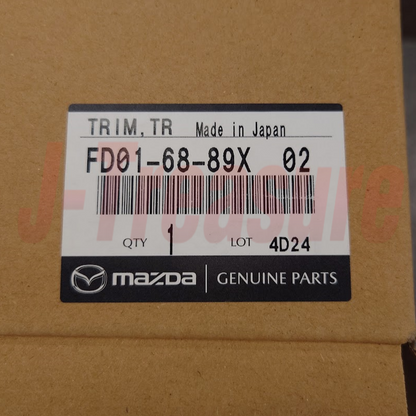 TRIM, TR Made in Japan
FD01-68-89X 02
J-Treasure
QTY 1 LOT 4D24
mazda GENUINE PARTS